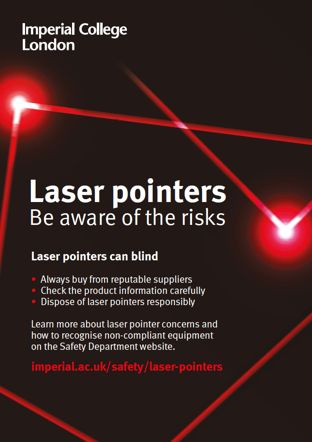 Imperial College
London
Laser pointers
Be aware of the risks
Laser pointers can blind
• Always buy from reputable suppliers
• Check the product information carefully
• Dispose of laser pointers responsibly
Learn more about laser pointer concerns and
how to recognise non-compliant equipment
on the Safety Department website.
imperial.ac.uk/safety/laser-pointers